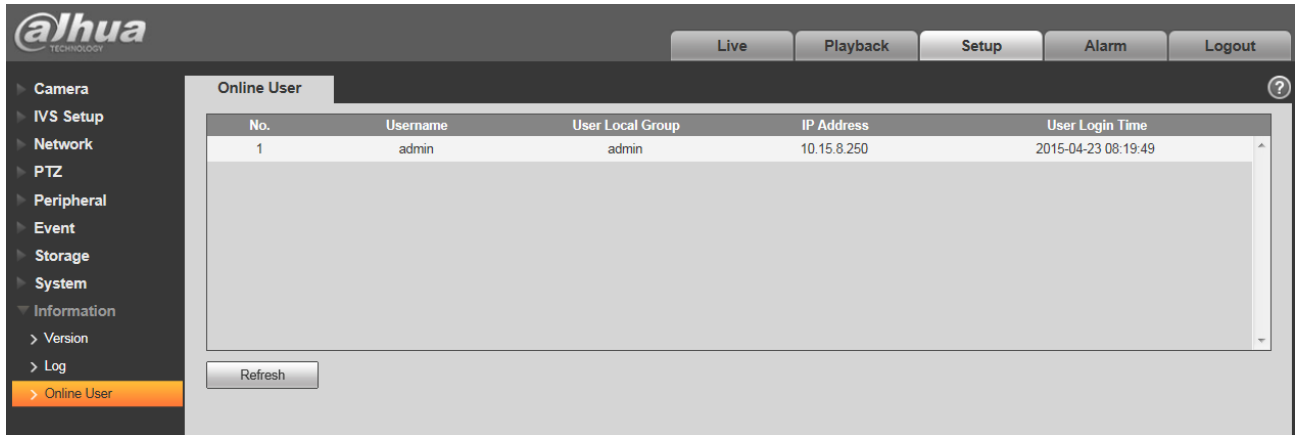 alhua
TECHNOLOGY
Live Playback Setup Alarm Logout
Camera
IVS Setup
Network
PTZ
Peripheral
Event
Storage
System
Information
Version
Log
Online User
Online User
?
No. Username User Local Group IP Address User Login Time
1 admin admin 10.15.8.250 2015-04-23 08:19:49
Refresh